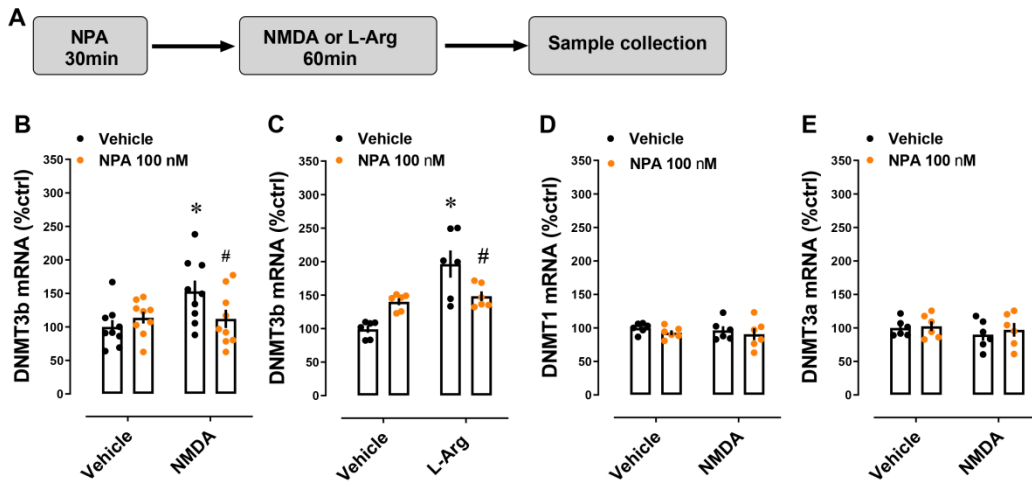 A
NPA
30min
NMDA or L-Arg
60min
Sample collection
B
Vehicle
NPA 100 nM
DNMT3b mRNA (%ctrl)
350
300
250
200
150
100
50
0
*
#
Vehicle
NMDA
C
Vehicle
NPA 100 nM
DNMT3b mRNA (%ctrl)
350
300
250
200
150
100
50
0
*
#
Vehicle
L-Arg
D
Vehicle
NPA 100 nM
DNMT1 mRNA (%ctrl)
350
300
250
200
150
100
50
0
Vehicle
NMDA
E
Vehicle
NPA 100 nM
DNMT3a mRNA (%ctrl)
350
300
250
200
150
100
50
0
Vehicle
NMDA